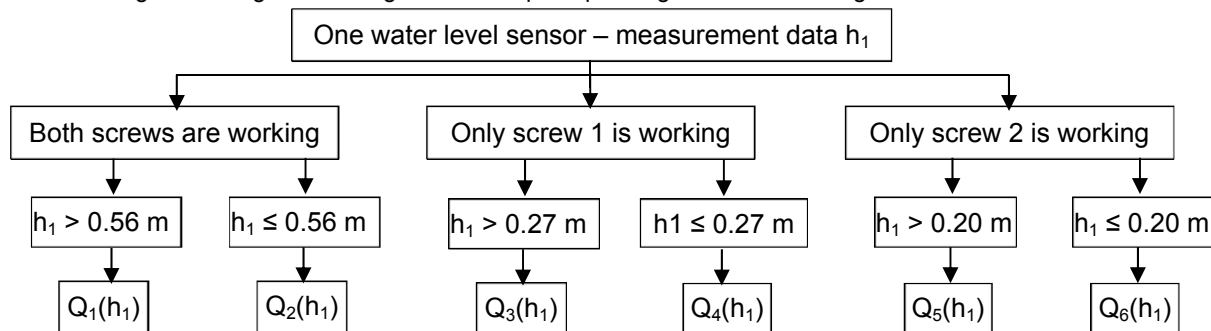 One water level sensor – measurement data h₁
Both screws are working
Only screw 1 is working
Only screw 2 is working
h₁ > 0.56 m
h₁ ≤ 0.56 m
h₁ > 0.27 m
h1 ≤ 0.27 m
h₁ > 0.20 m
h₁ ≤ 0.20 m
Q₁(h₁)
Q₂(h₁)
Q₃(h₁)
Q₄(h₁)
Q₅(h₁)
Q₆(h₁)